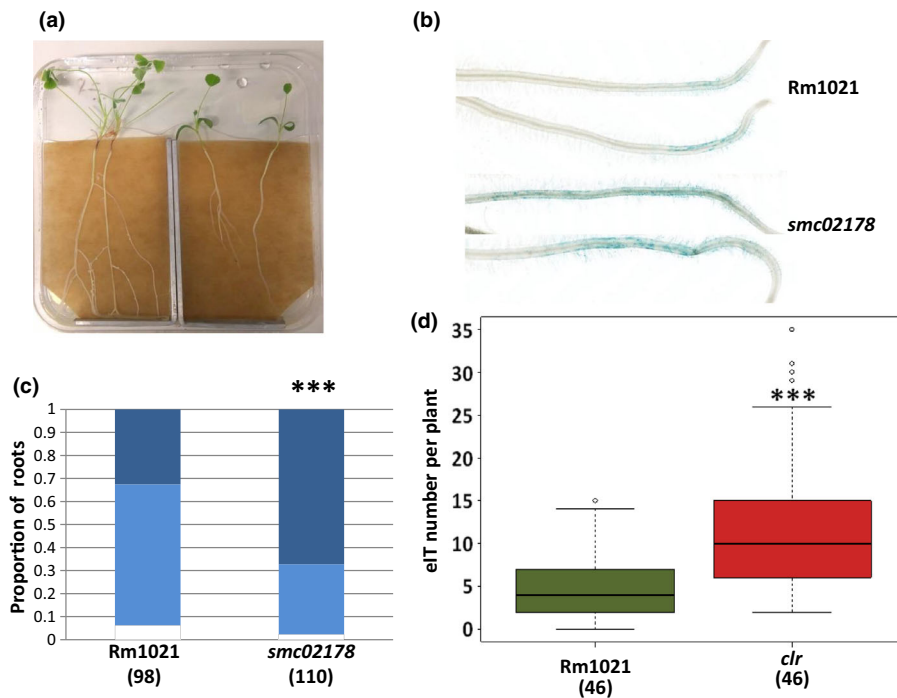 (a)
(b)
Rm1021
smc02178
(c)
***
1
0.9
0.8
0.7
0.6
0.5
0.4
0.3
0.2
0.1
0
Proportion of roots
Rm1021
(98)
smc02178
(110)
(d)
35
30
25
20
15
10
5
0
eIT number per plant
***
Rm1021
(46)
clr
(46)